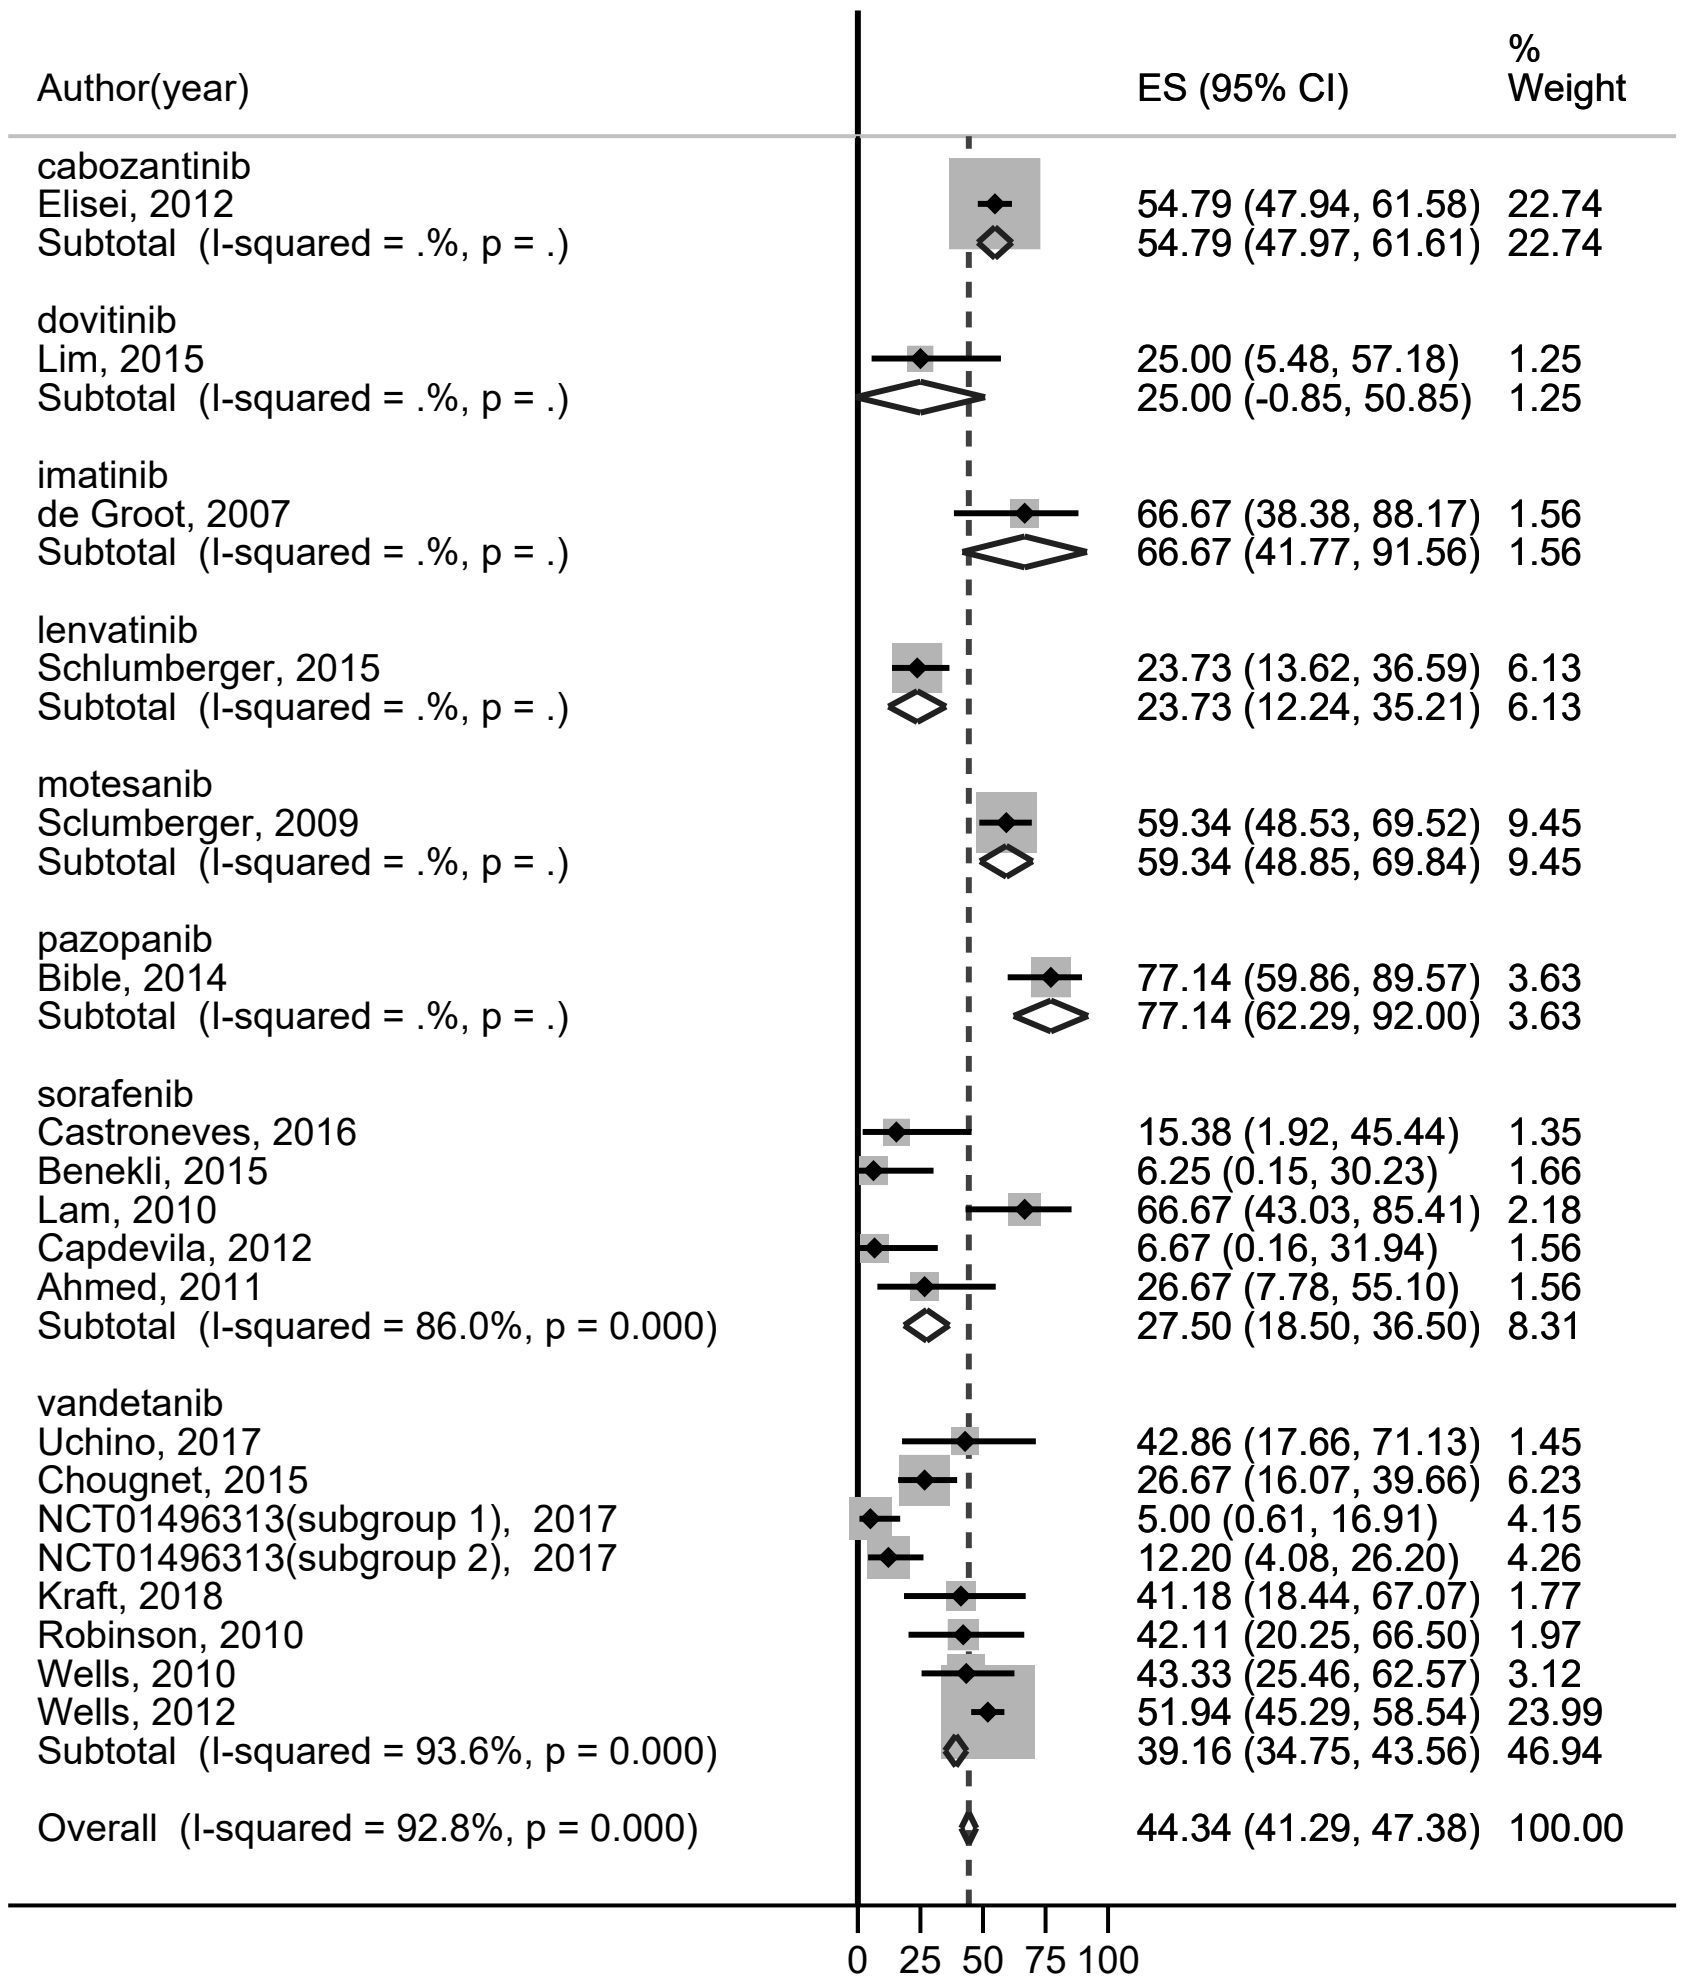 %
Author(year) ES (95% CI) Weight
cabozantinib
Elisei, 2012 54.79 (47.94, 61.58) 22.74
Subtotal (I-squared = .%, p = .) 54.79 (47.97, 61.61) 22.74
dovitinib
Lim, 2015 25.00 (5.48, 57.18) 1.25
Subtotal (I-squared = .%, p = .) 25.00 (-0.85, 50.85) 1.25
imatinib
de Groot, 2007 66.67 (38.38, 88.17) 1.56
Subtotal (I-squared = .%, p = .) 66.67 (41.77, 91.56) 1.56
lenvatinib
Schlumberger, 2015 23.73 (13.62, 36.59) 6.13
Subtotal (I-squared = .%, p = .) 23.73 (12.24, 35.21) 6.13
motesanib
Sclumberger, 2009 59.34 (48.53, 69.52) 9.45
Subtotal (I-squared = .%, p = .) 59.34 (48.85, 69.84) 9.45
pazopanib
Bible, 2014 77.14 (59.86, 89.57) 3.63
Subtotal (I-squared = .%, p = .) 77.14 (62.29, 92.00) 3.63
sorafenib
Castroneves, 2016 15.38 (1.92, 45.44) 1.35
Benekli, 2015 6.25 (0.15, 30.23) 1.66
Lam, 2010 66.67 (43.03, 85.41) 2.18
Capdevila, 2012 6.67 (0.16, 31.94) 1.56
Ahmed, 2011 26.67 (7.78, 55.10) 1.56
Subtotal (I-squared = 86.0%, p = 0.000) 27.50 (18.50, 36.50) 8.31
vandetanib
Uchino, 2017 42.86 (17.66, 71.13) 1.45
Chougnet, 2015 26.67 (16.07, 39.66) 6.23
NCT01496313(subgroup 1), 2017 5.00 (0.61, 16.91) 4.15
NCT01496313(subgroup 2), 2017 12.20 (4.08, 26.20) 4.26
Kraft, 2018 41.18 (18.44, 67.07) 1.77
Robinson, 2010 42.11 (20.25, 66.50) 1.97
Wells, 2010 43.33 (25.46, 62.57) 3.12
Wells, 2012 51.94 (45.29, 58.54) 23.99
Subtotal (I-squared = 93.6%, p = 0.000) 39.16 (34.75, 43.56) 46.94
Overall (I-squared = 92.8%, p = 0.000) 44.34 (41.29, 47.38) 100.00
0 25 50 75 100